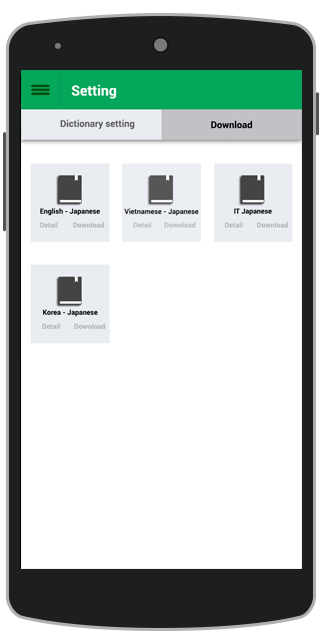 Setting
Dictionary setting Download
English - Japanese Vietnamese - Japanese IT Japanese
Detail Download Detail Download Detail Download
Korea - Japanese
Detail Download